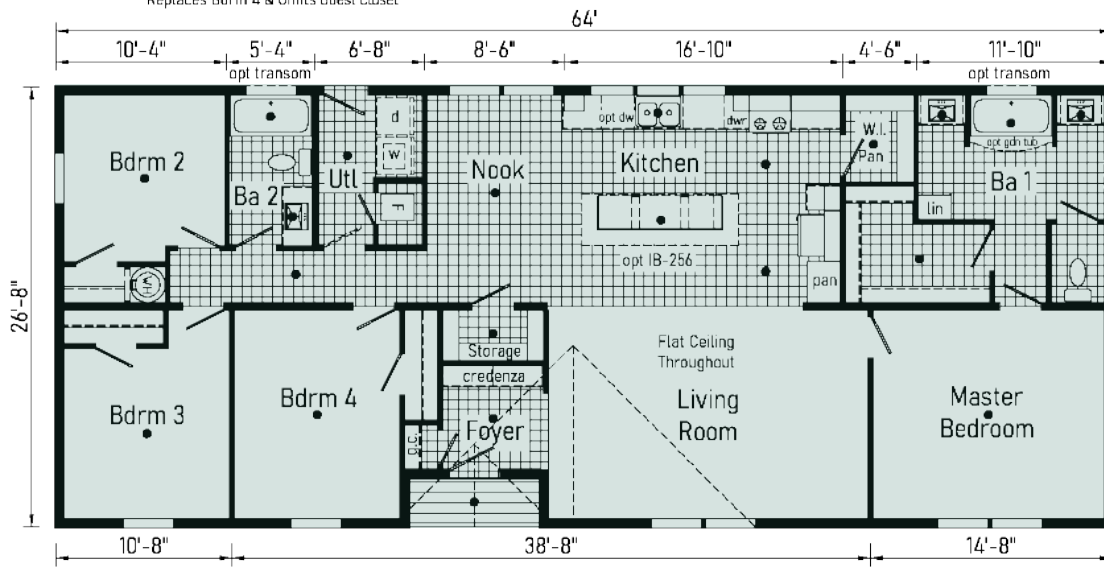 Replaces Bdrm 4 & Omits Guest Closet
64'
10'-4" 5'-4" 6'-8" 8'-6" 16'-10" 4'-6" 11'-10"
opt transom opt transom
26'-8"
Bdrm 2
Ba 2
Utl
d
w
F
WH
Nook
Kitchen
opt dw
dwr
opt IB-256
pan
W.I.
Pan
opt gdn tub
Ba 1
lin
Bdrm 3
Bdrm 4
g.c.
Storage
credenza
Foyer
Flat Ceiling
Throughout
Living
Room
Master
Bedroom
10'-8" 38'-8" 14'-8"